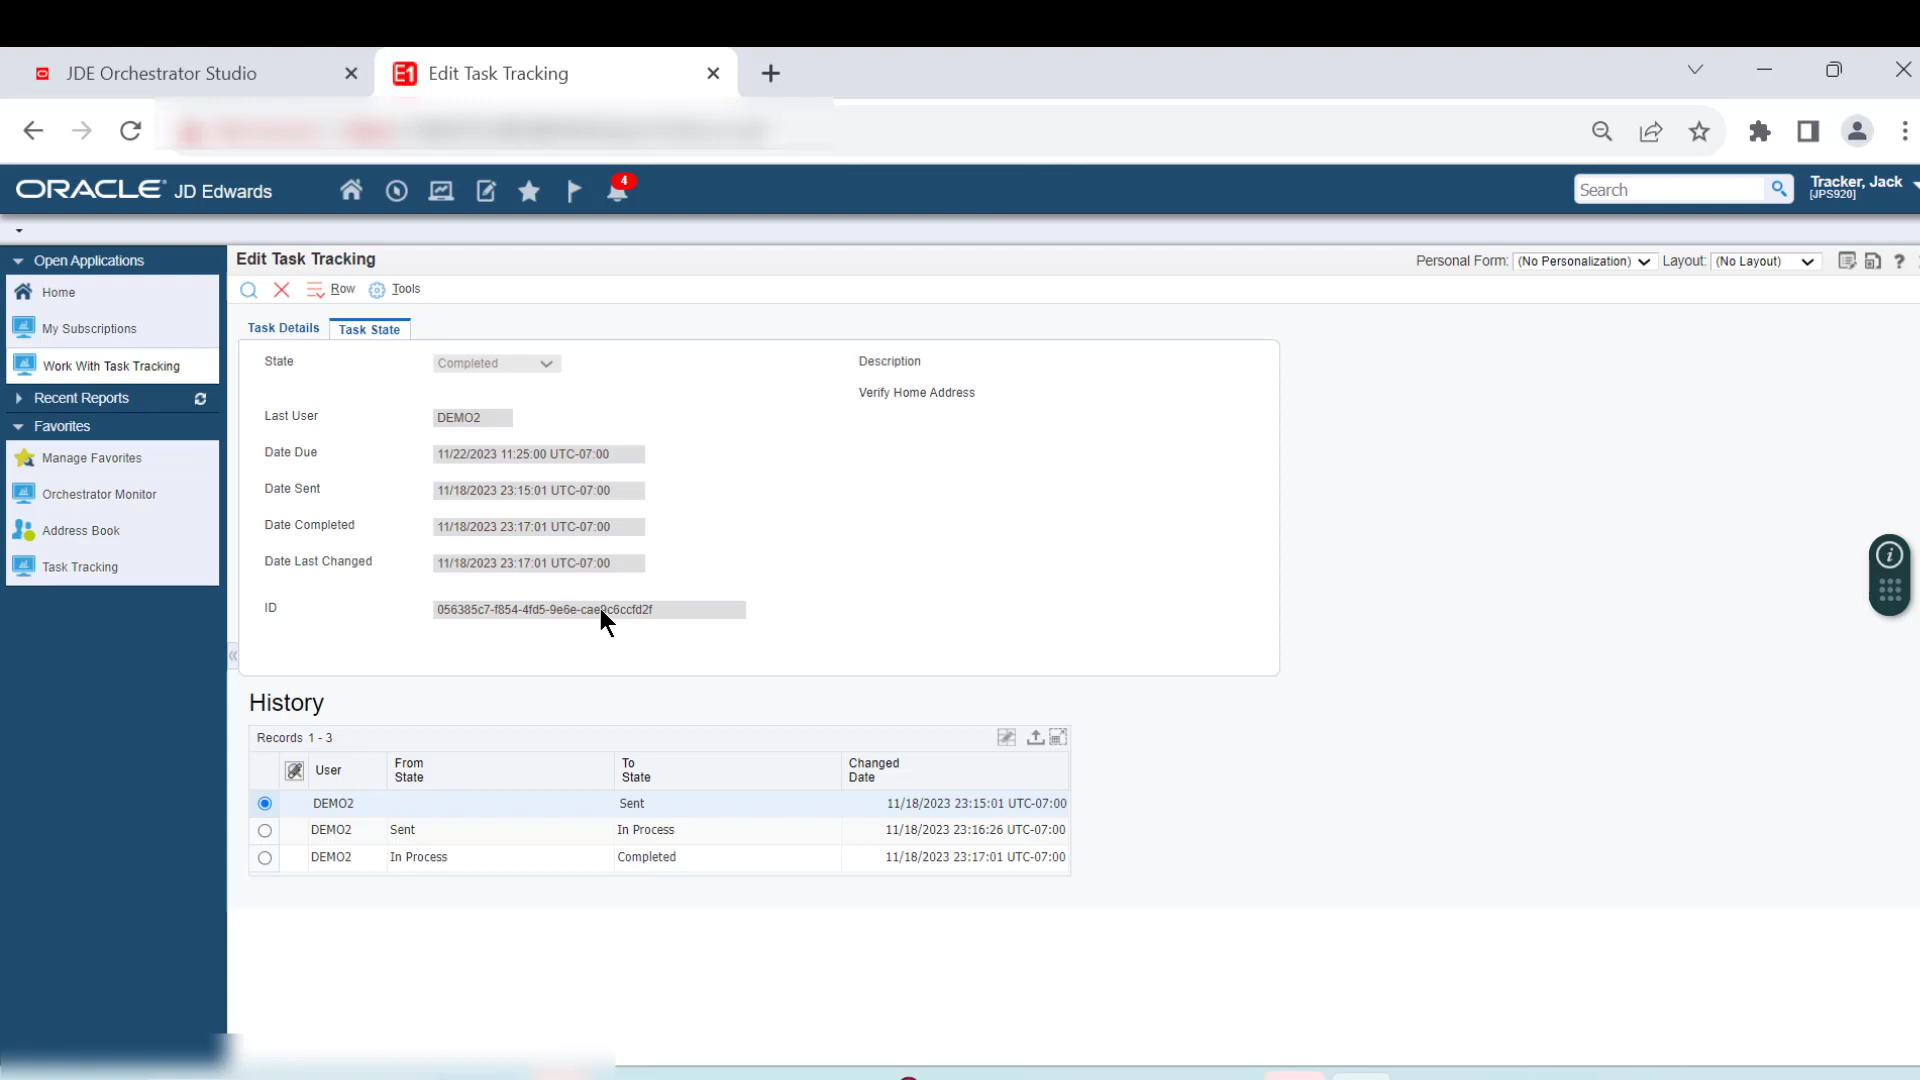 JDE Orchestrator Studio
E1 Edit Task Tracking
ORACLE JD Edwards
4
Search
Tracker, Jack
[JPS920]
Open Applications
Home
My Subscriptions
Work With Task Tracking
Recent Reports
Favorites
Manage Favorites
Orchestrator Monitor
Address Book
Task Tracking
Edit Task Tracking
Personal Form: (No Personalization) Layout: (No Layout)
Row Tools
Task Details Task State
State Completed Description
Verify Home Address
Last User DEMO2
Date Due 11/22/2023 11:25:00 UTC-07:00
Date Sent 11/18/2023 23:15:01 UTC-07:00
Date Completed 11/18/2023 23:17:01 UTC-07:00
Date Last Changed 11/18/2023 23:17:01 UTC-07:00
ID
History
Records 1 - 3
User From State To State Changed Date
DEMO2 Sent 11/18/2023 23:15:01 UTC-07:00
DEMO2 Sent In Process 11/18/2023 23:16:26 UTC-07:00
DEMO2 In Process Completed 11/18/2023 23:17:01 UTC-07:00